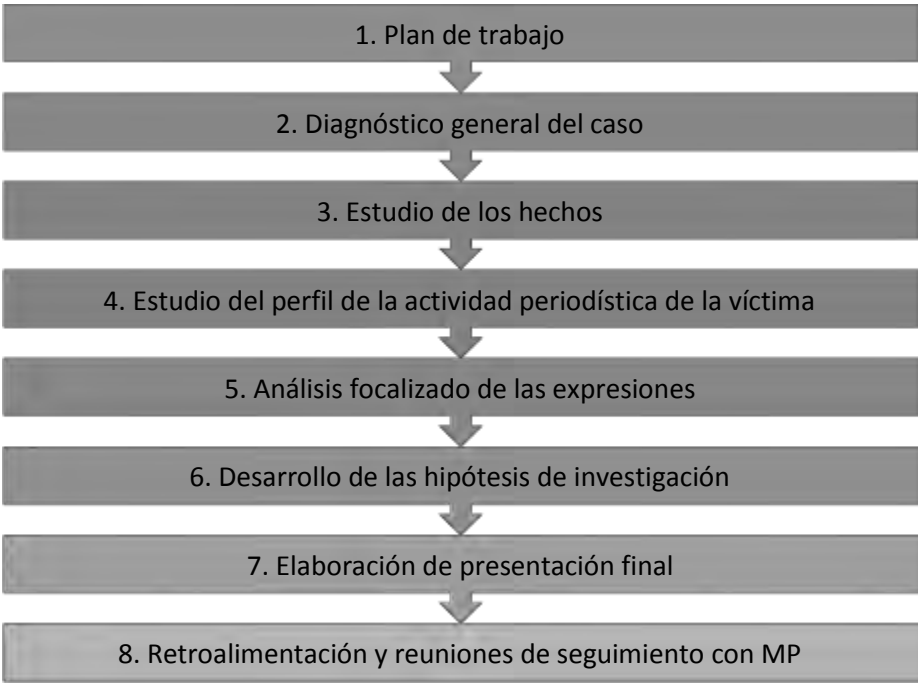 1. Plan de trabajo
2. Diagnóstico general del caso
3. Estudio de los hechos
4. Estudio del perfil de la actividad periodística de la víctima
5. Análisis focalizado de las expresiones
6. Desarrollo de las hipótesis de investigación
7. Elaboración de presentación final
8. Retroalimentación y reuniones de seguimiento con MP